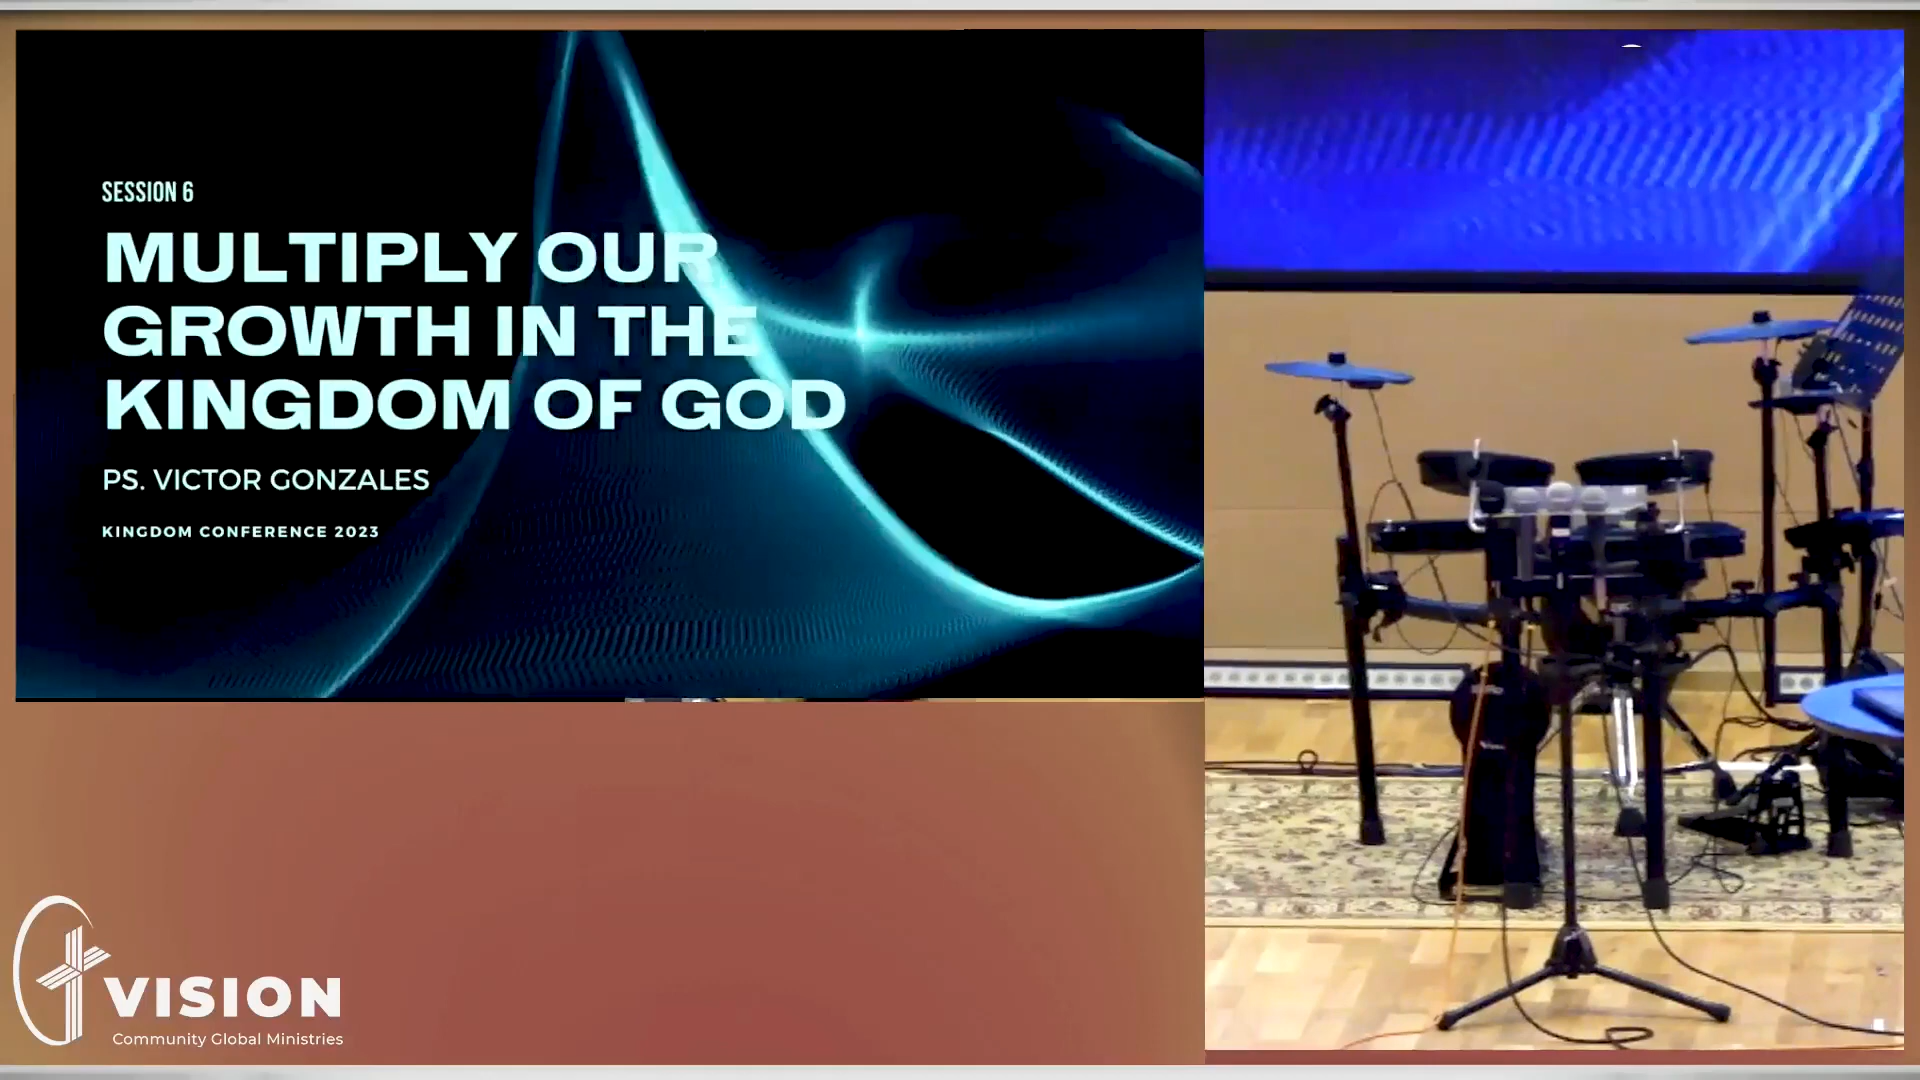 SESSION 6
MULTIPLY OUR
GROWTH IN THE
KINGDOM OF GOD
PS. VICTOR GONZALES
KINGDOM CONFERENCE 2023
VISION
Community Global Ministries